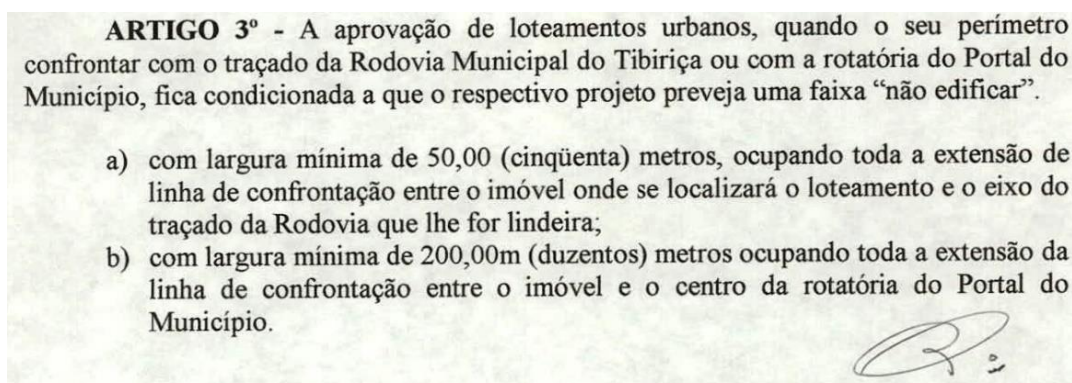 ARTIGO 3º - A aprovação de loteamentos urbanos, quando o seu perímetro
confrontar com o traçado da Rodovia Municipal do Tibiriça ou com a rotatória do Portal do
Município, fica condicionada a que o respectivo projeto preveja uma faixa “não edificar”.
a) com largura mínima de 50,00 (cinqüenta) metros, ocupando toda a extensão de
linha de confrontação entre o imóvel onde se localizará o loteamento e o eixo do
traçado da Rodovia que lhe for lindeira;
b) com largura mínima de 200,00m (duzentos) metros ocupando toda a extensão da
linha de confrontação entre o imóvel e o centro da rotatória do Portal do
Município.